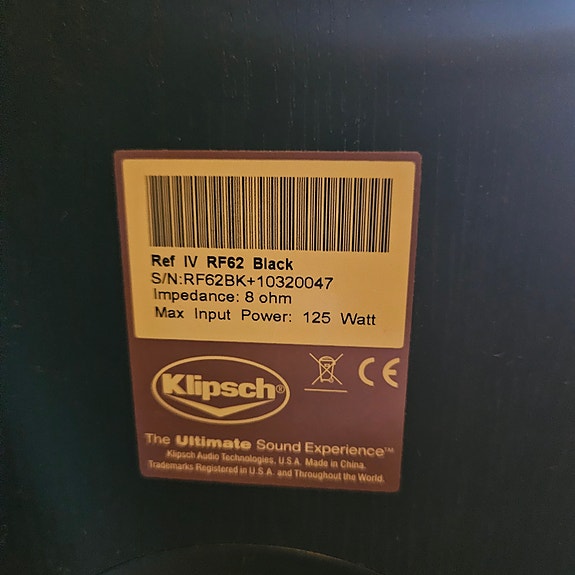 Ref IV RF62 Black
S/N:RF62BK+10320047
Impedance: 8 ohm
Max Input Power: 125 Watt
Klipsch®
CE
The Ultimate Sound Experience™
Klipsch Audio Technologies, U.S.A. Made in China.
Trademarks Registered in U.S.A. and Throughout the World.